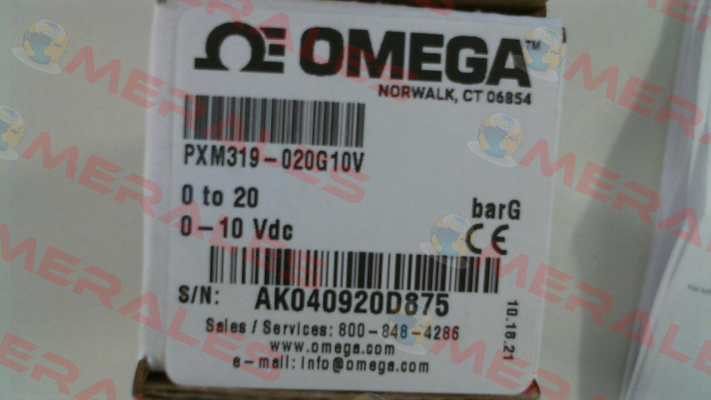 OMEGA™
NORWALK, CT 06854
PXM319-020G10V
0 to 20 barG
0-10 Vdc CE
S/N: AK040920D875
10.18.21
Sales / Services: 800-848-4286
www.omega.com
e-mail: info@omega.com
MERALES
MERALES
MERALES
MERALES